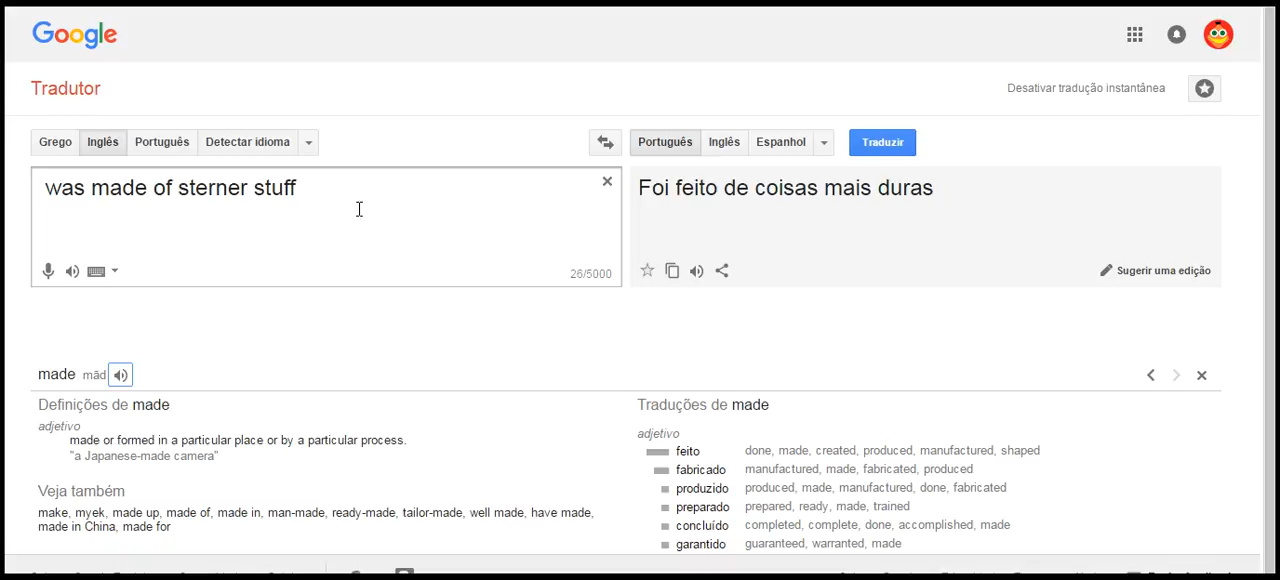 Google
Tradutor
Desativar tradução instantânea
Grego Inglês Português Detectar idioma
Português Inglês Espanhol Traduzir
was made of sterner stuff
Foi feito de coisas mais duras
26/5000
Sugerir uma edição
made mād
Definições de made
adjetivo
made or formed in a particular place or by a particular process.
"a Japanese-made camera"
Veja também
make, myek, made up, made of, made in, man-made, ready-made, tailor-made, well made, have made,
made in China, made for
Traduções de made
adjetivo
feito done, made, created, produced, manufactured, shaped
fabricado manufactured, made, fabricated, produced
produzido produced, made, manufactured, done, fabricated
preparado prepared, ready, made, trained
concluído completed, complete, done, accomplished, made
garantido guaranteed, warranted, made